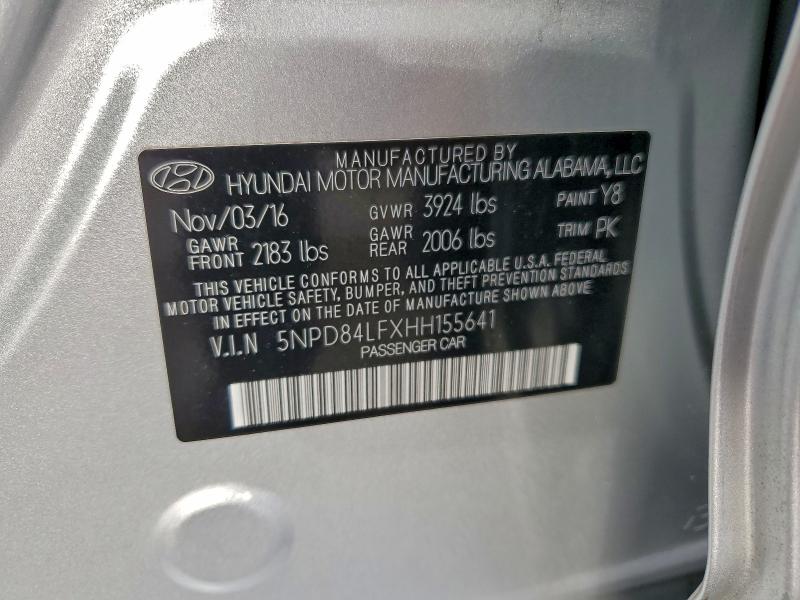 MANUFACTURED BY
HYUNDAI MOTOR MANUFACTURING ALABAMA, LLC
Nov/03/16 GVWR 3924 lbs PAINT Y8
GAWR FRONT 2183 lbs GAWR REAR 2006 lbs TRIM PK
THIS VEHICLE CONFORMS TO ALL APPLICABLE U.S.A. FEDERAL
MOTOR VEHICLE SAFETY, BUMPER, AND THEFT PREVENTION STANDARDS
IN EFFECT ON THE DATE OF MANUFACTURE SHOWN ABOVE.
V.I.N 5NPD84LFXHH155641
PASSENGER CAR